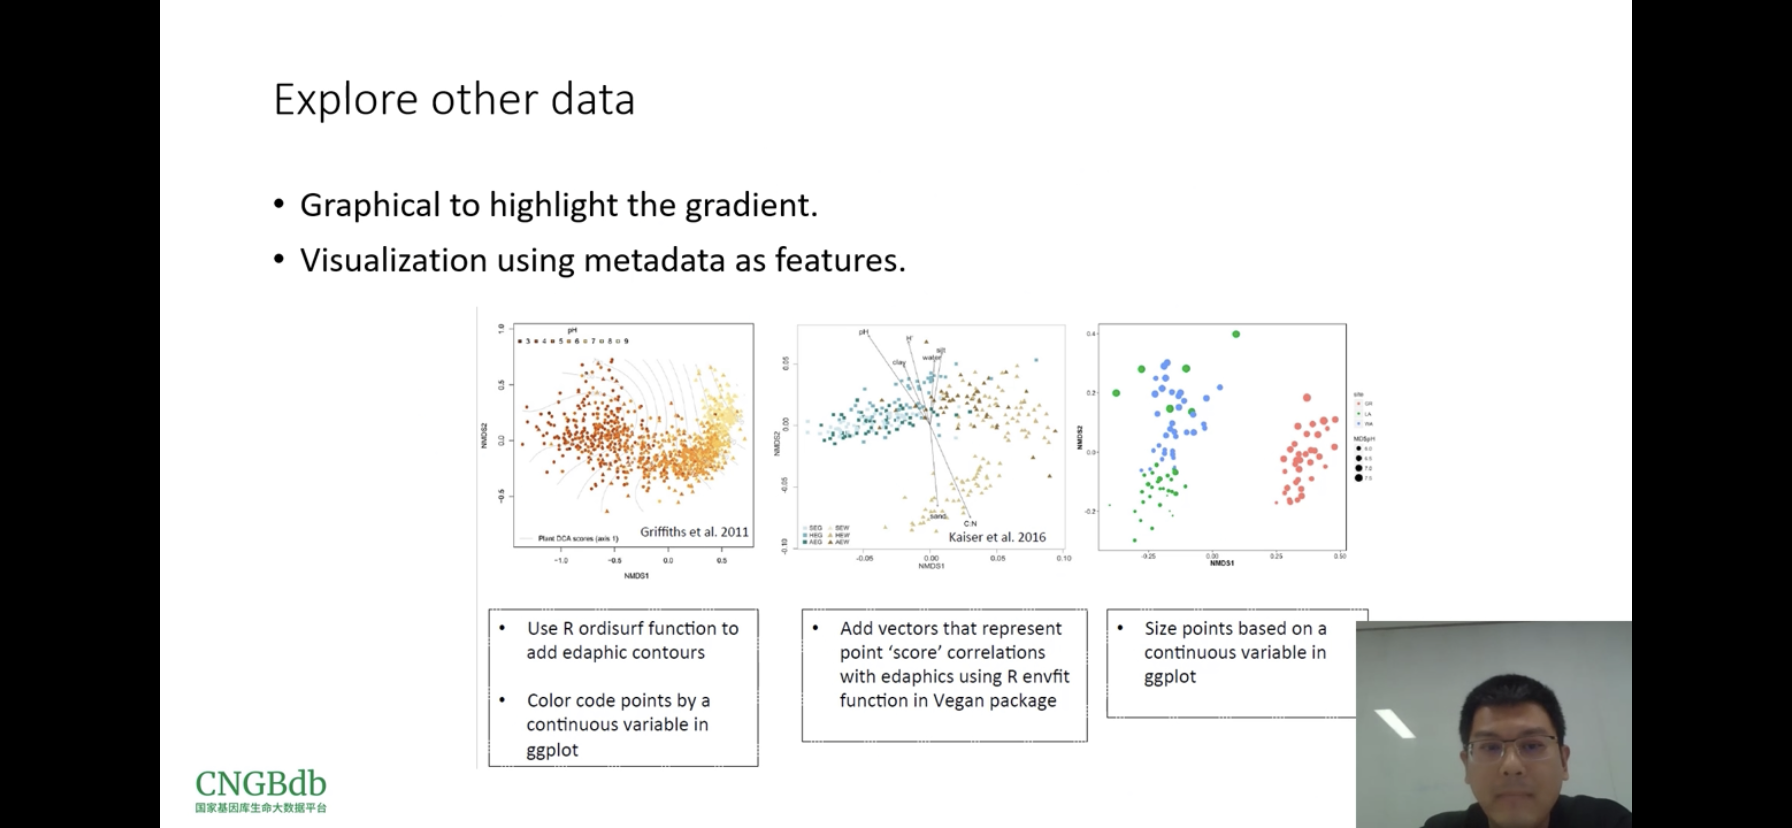 Explore other data
• Graphical to highlight the gradient.
• Visualization using metadata as features.
pH
3 4 5 6 7 8 9
1.0
0.5
0.0
-0.5
NMDS2
Griffiths et al. 2011
Plant DCA scores (axis 1)
-1.0 -0.5 0.0 0.5
NMDS1
pH
H'
silt
water
clay
0.05
0.00
-0.05
-0.10
NMDS2
sand
C:N
SEG SEW
HEG HEW
AEG AEW
Kaiser et al. 2016
-0.05 0.00 0.05 0.10
NMDS1
0.4
0.2
0.0
-0.2
NMDS2
-0.25 0.00 0.25 0.50
NMDS1
site
LA
MDSpH
• Use R ordisurf function to
add edaphic contours
• Color code points by a
continuous variable in
ggplot
• Add vectors that represent
point ‘score’ correlations
with edaphics using R envfit
function in Vegan package
• Size points based on a
continuous variable in
ggplot
CNGBdb
国家基因库生命大数据平台